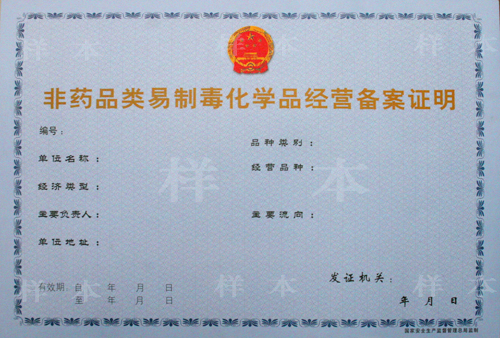 样本
样本
非药品类易制毒化学品经营备案证明
编号：
品种类别：
单位名称：
经营品种：
样本
经济类型：
主要负责人：
主要流向：
单位地址：
有效期：自 年 月 日
至 年 月 日
发证机关：
年 月 日
样本
样本
国家安全生产监督管理总局监制